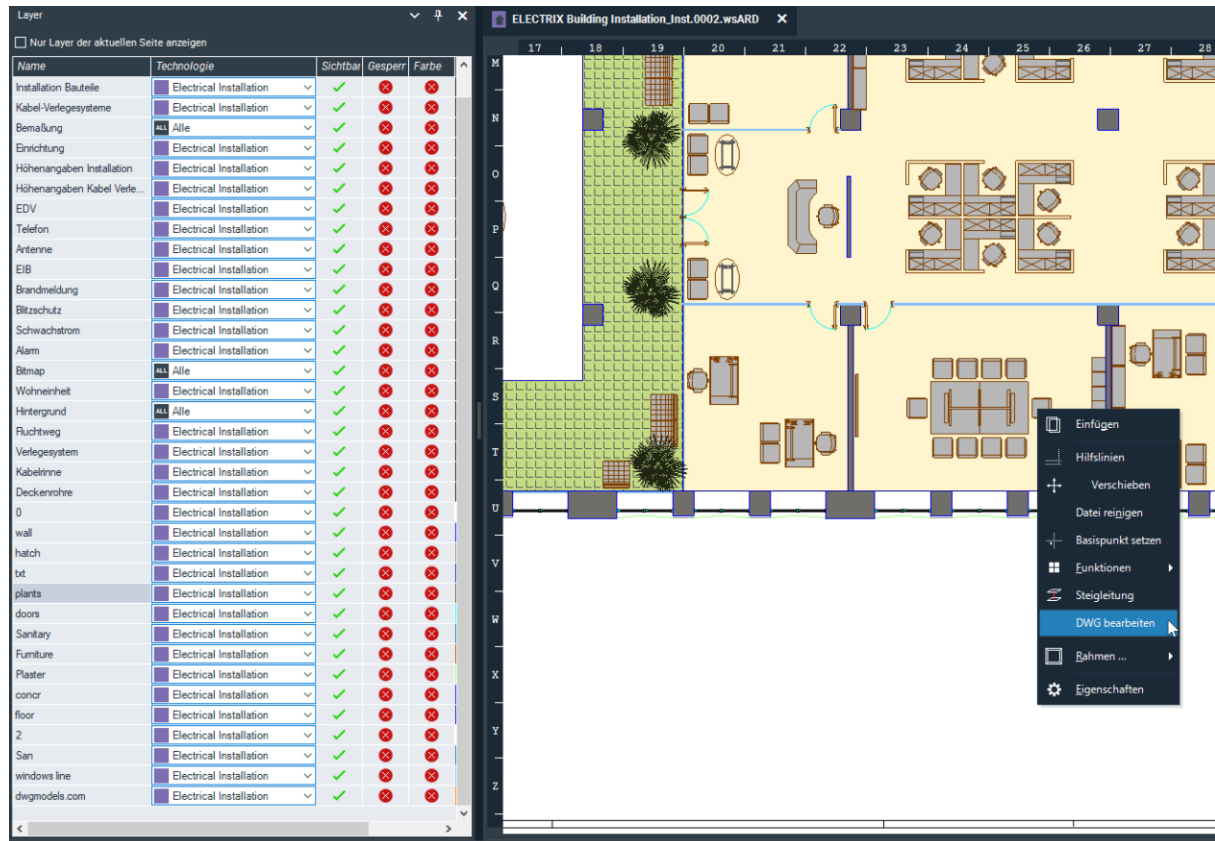 Layer
Nur Layer der aktuellen Seite anzeigen
Name Technologie Sichtbar Gesperr Farbe
Installation Bauteile Electrical Installation
Kabel-Verlegesysteme Electrical Installation
Bemaßung ALL Alle
Einrichtung Electrical Installation
Höhenangaben Installation Electrical Installation
Höhenangaben Kabel Verle... Electrical Installation
EDV Electrical Installation
Telefon Electrical Installation
Antenne Electrical Installation
EIB Electrical Installation
Brandmeldung Electrical Installation
Blitzschutz Electrical Installation
Schwachstrom Electrical Installation
Alarm Electrical Installation
Bitmap ALL Alle
Wohneinheit Electrical Installation
Hintergrund ALL Alle
Fluchtweg Electrical Installation
Verlegesystem Electrical Installation
Kabelrinne Electrical Installation
Deckenrohre Electrical Installation
0 Electrical Installation
wall Electrical Installation
hatch Electrical Installation
txt Electrical Installation
plants Electrical Installation
doors Electrical Installation
Sanitary Electrical Installation
Furniture Electrical Installation
Plaster Electrical Installation
concr Electrical Installation
floor Electrical Installation
2 Electrical Installation
San Electrical Installation
windows line Electrical Installation
dwgmodels.com Electrical Installation
ELECTRIX Building Installation_Inst.0002.wsARD
17 18 19 20 21 22 23 24 25 26 27 28
M
N
O
P
Q
R
S
T
U
V
W
X
Y
Z
Einfügen
Hilfslinien
Verschieben
Datei reinigen
Basispunkt setzen
Funktionen
Steigleitung
DWG bearbeiten
Rahmen ...
Eigenschaften